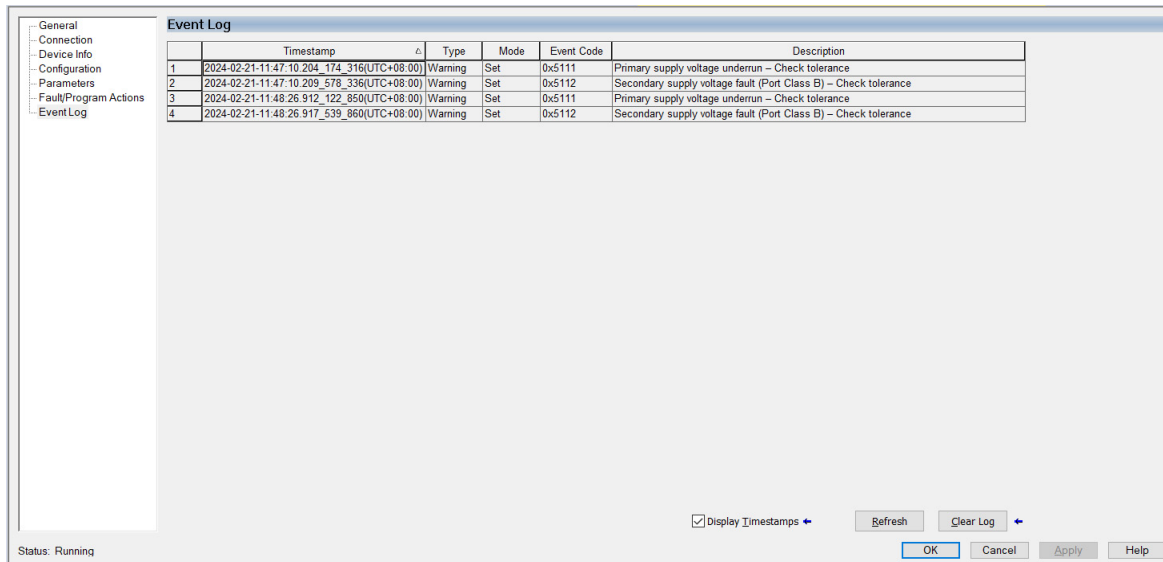 General
Connection
Device Info
Configuration
Parameters
Fault/Program Actions
Event Log
Event Log
Timestamp Type Mode Event Code Description
1 2024-02-21-11:47:10.204_174_316(UTC+08:00) Warning Set 0x5111 Primary supply voltage underrun – Check tolerance
2 2024-02-21-11:47:10.209_578_336(UTC+08:00) Warning Set 0x5112 Secondary supply voltage fault (Port Class B) – Check tolerance
3 2024-02-21-11:48:26.912_122_850(UTC+08:00) Warning Set 0x5111 Primary supply voltage underrun – Check tolerance
4 2024-02-21-11:48:26.917_539_860(UTC+08:00) Warning Set 0x5112 Secondary supply voltage fault (Port Class B) – Check tolerance
Display Timestamps Refresh Clear Log
Status: Running OK Cancel Apply Help